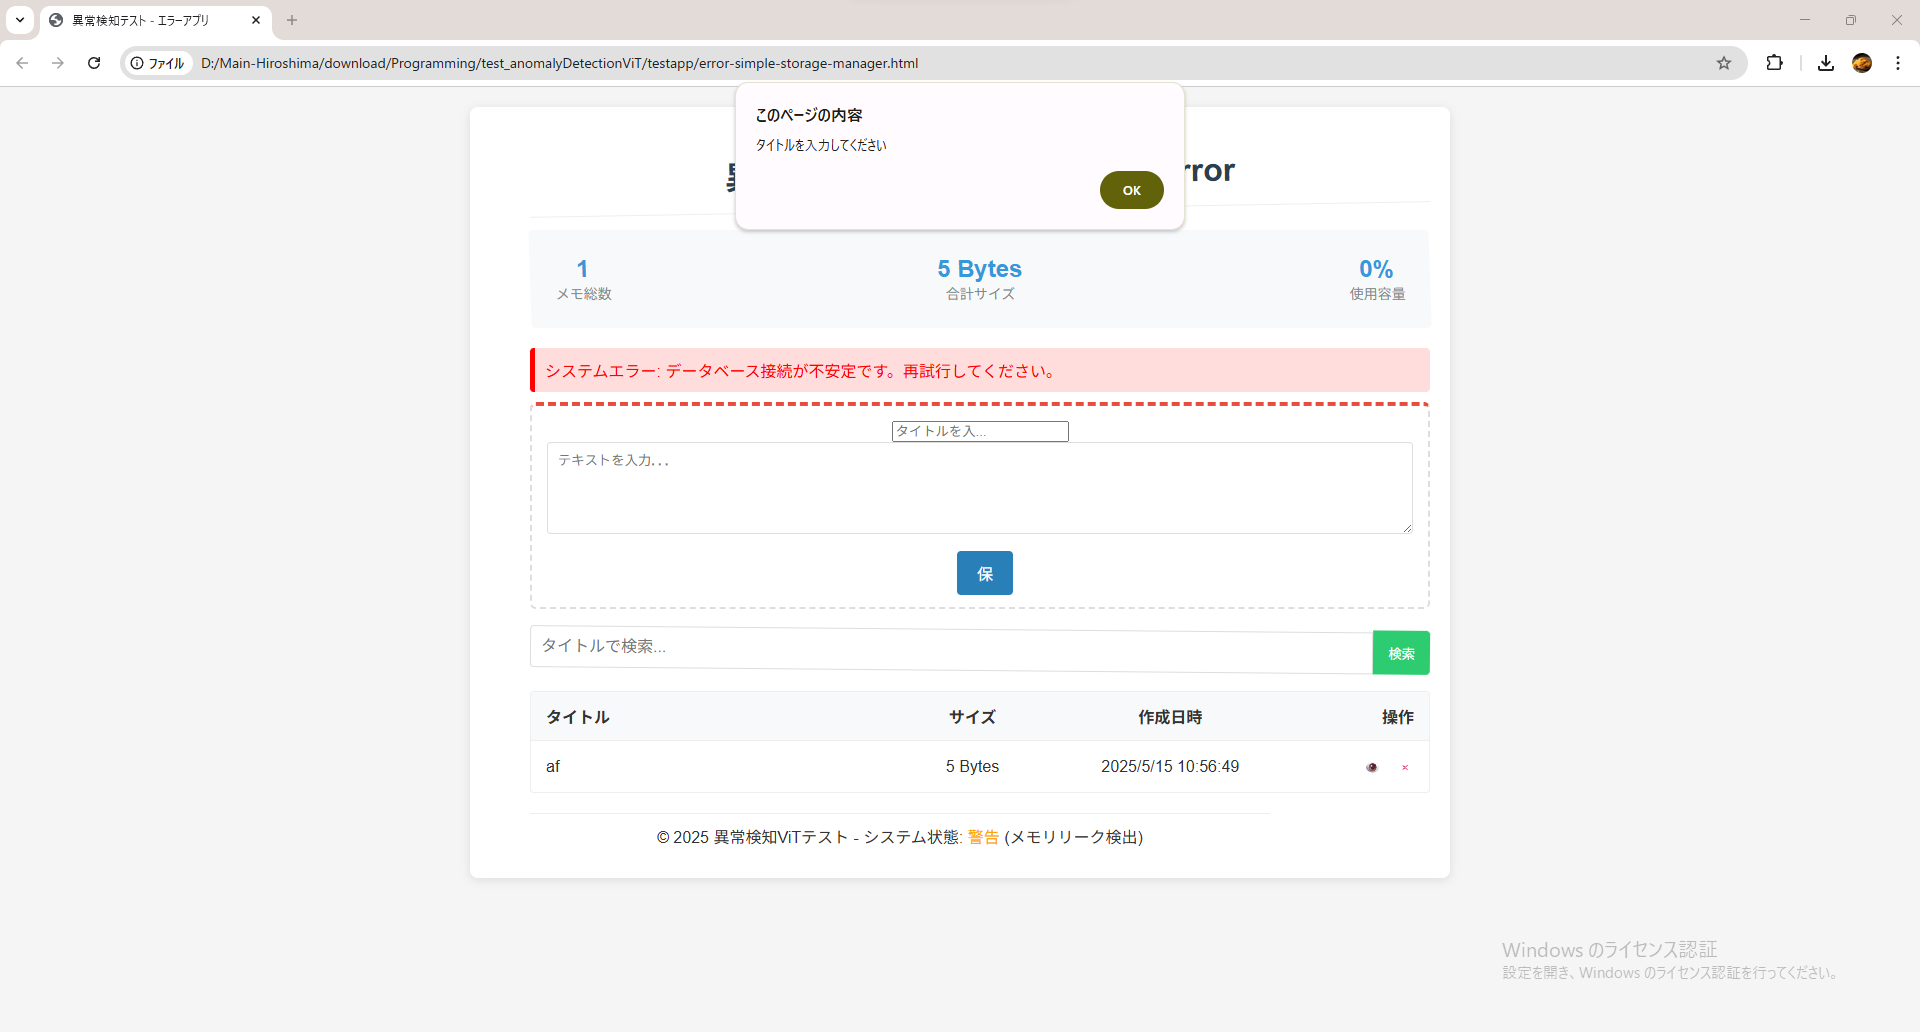 異常検知テスト - エラーアプリ
ファイル
D:/Main-Hiroshima/download/Programming/test_anomalyDetectionViT/testapp/error-simple-storage-manager.html
このページの内容
タイトルを入力してください
OK
rror
1
メモ総数
5 Bytes
合計サイズ
0%
使用容量
システムエラー: データベース接続が不安定です。再試行してください。
タイトルを入...
テキストを入力...
保
タイトルで検索...
検索
タイトル サイズ 作成日時 操作
af 5 Bytes 2025/5/15 10:56:49
© 2025 異常検知ViTテスト - システム状態: 警告 (メモリリーク検出)
Windows のライセンス認証
設定を開き、Windows のライセンス認証を行ってください。